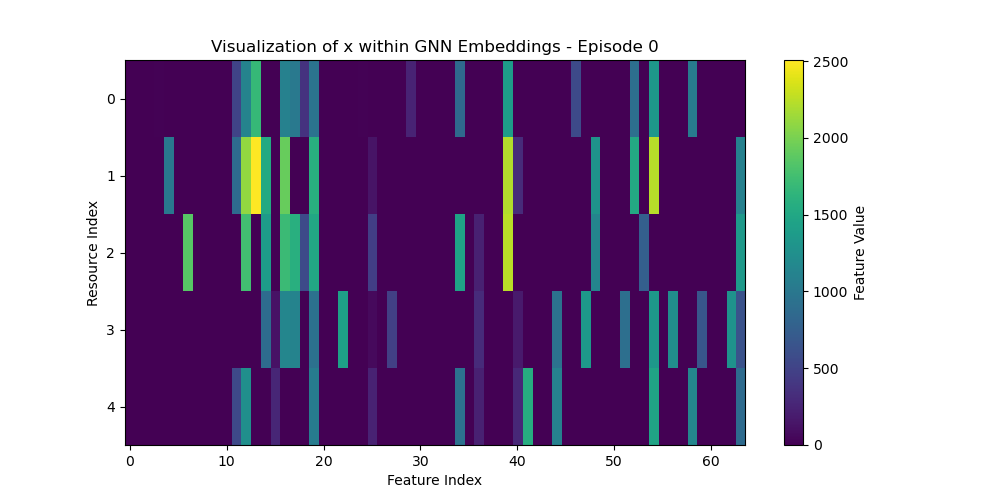 Visualization of x within GNN Embeddings - Episode 0
Resource Index
0
1
2
3
4
0 10 20 30 40 50 60
Feature Index
2500
2000
1500
1000
500
0
Feature Value